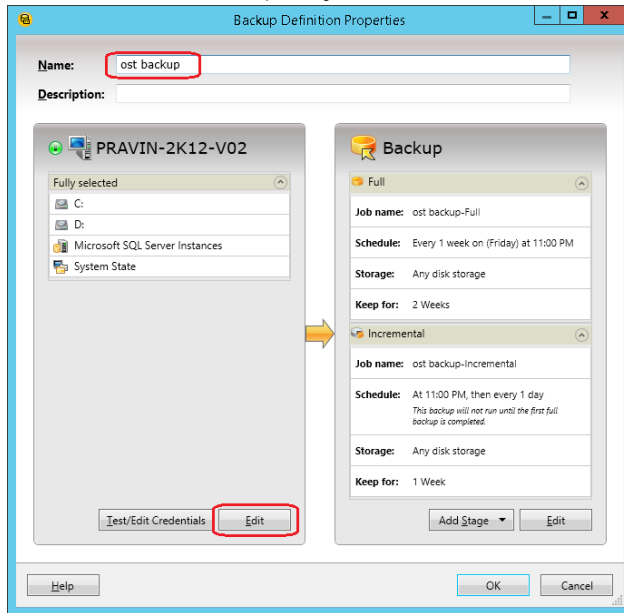 Backup Definition Properties
Name: ost backup
Description:
PRAVIN-2K12-V02
Fully selected
C:
D:
Microsoft SQL Server Instances
System State
Test/Edit Credentials Edit
Backup
Full
Job name: ost backup-Full
Schedule: Every 1 week on (Friday) at 11:00 PM
Storage: Any disk storage
Keep for: 2 Weeks
Incremental
Job name: ost backup-Incremental
Schedule: At 11:00 PM, then every 1 day
This backup will not run until the first full
backup is completed.
Storage: Any disk storage
Keep for: 1 Week
Add Stage Edit
Help OK Cancel